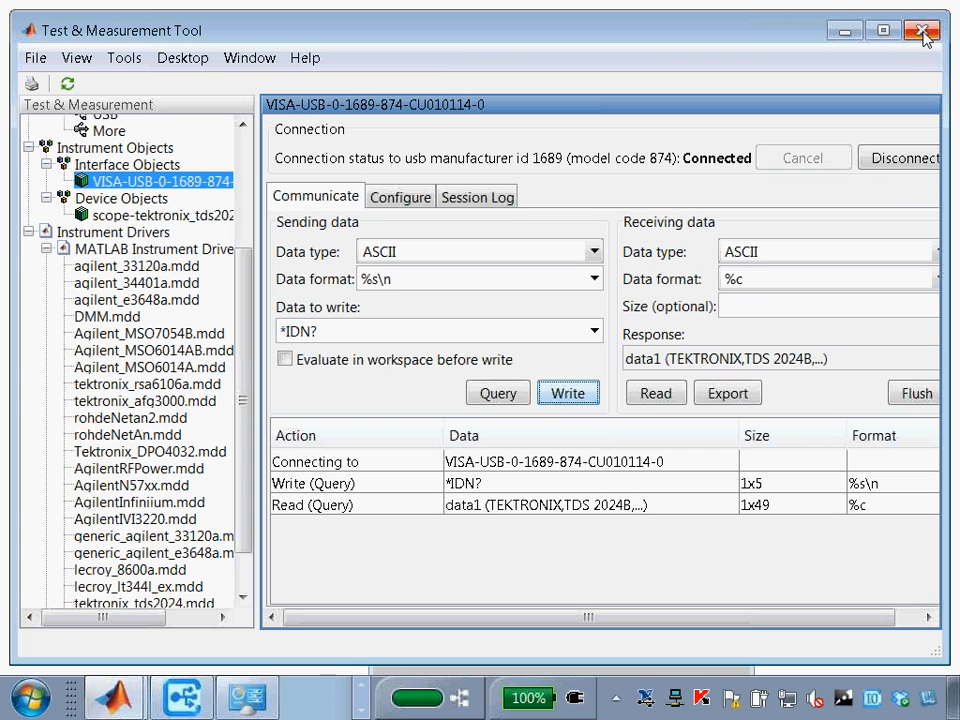 Test & Measurement Tool
File View Tools Desktop Window Help
Test & Measurement
USB
More
Instrument Objects
Interface Objects
VISA-USB-0-1689-874-
Device Objects
scope-tektronix_tds202
Instrument Drivers
MATLAB Instrument Drive
agilent_33120a.mdd
agilent_34401a.mdd
agilent_e3648a.mdd
DMM.mdd
Agilent_MSO7054B.mdd
Agilent_MSO6014AB.mdd
Agilent_MSO6014A.mdd
tektronix_rsa6106a.mdd
tektronix_afq3000.mdd
rohdeNetan2.mdd
rohdeNetAn.mdd
Tektronix_DPO4032.mdd
AgilentRFPower.mdd
AgilentN57xx.mdd
AgilentInfiniium.mdd
AgilentIVI3220.mdd
generic_agilent_33120a.m
generic_agilent_e3648a.m
lecroy_8600a.mdd
lecroy_lt344l_ex.mdd
tektronix_tds2024.mdd
VISA-USB-0-1689-874-CU010114-0
Connection
Connection status to usb manufacturer id 1689 (model code 874): Connected Cancel Disconnect
Communicate Configure Session Log
Sending data
Data type: ASCII
Data format: %s\n
Data to write:
*IDN?
Evaluate in workspace before write
Query Write
Receiving data
Data type: ASCII
Data format: %c
Size (optional):
Response:
data1 (TEKTRONIX,TDS 2024B,...)
Read Export Flush
Action Data Size Format
Connecting to VISA-USB-0-1689-874-CU010114-0
Write (Query) *IDN? 1x5 %s\n
Read (Query) data1 (TEKTRONIX,TDS 2024B,...) 1x49 %c
100%